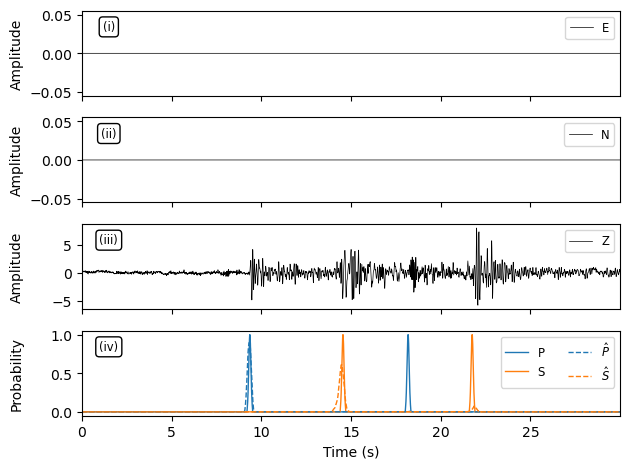 0.05
(i)
E
Amplitude
0.00
−0.05
0.05
(ii)
N
Amplitude
0.00
−0.05
(iii)
Z
Amplitude
5
0
−5
1.0
(iv)
P
P̂
S
Ŝ
Probability
0.5
0.0
0 5 10 15 20 25
Time (s)